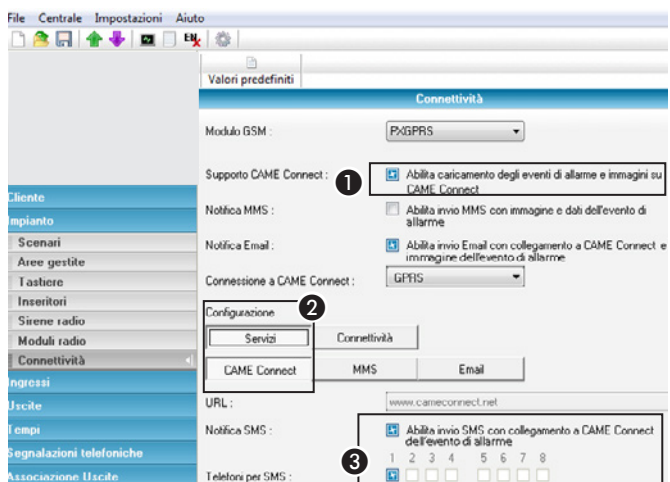 File Centrale Impostazioni Aiuto
EN
Valori predefiniti
Connettività
Modulo GSM :
PXGPRS
Supporto CAME Connect :
1
Abilita caricamento degli eventi di allarme e immagini su
CAME Connect
Notifica MMS :
Abilita invio MMS con immagine e dati dell'evento di
allarme
Notifica Email :
Abilita invio Email con collegamento a CAME Connect e
immagine dell'evento di allarme
Connessione a CAME Connect :
GPRS
Configurazione
2
Servizi
Connettività
CAME Connect
MMS
Email
URL :
www.cameconnect.net
Notifica SMS :
Abilita invio SMS con collegamento a CAME Connect
dell'evento di allarme
3
1 2 3 4 5 6 7 8
Telefoni per SMS :
Cliente
Impianto
Scenari
Aree gestite
Tastiere
Inseritori
Sirene radio
Moduli radio
Connettività
Ingressi
Uscite
Tempi
Segnalazioni telefoniche
Associazione Uscite